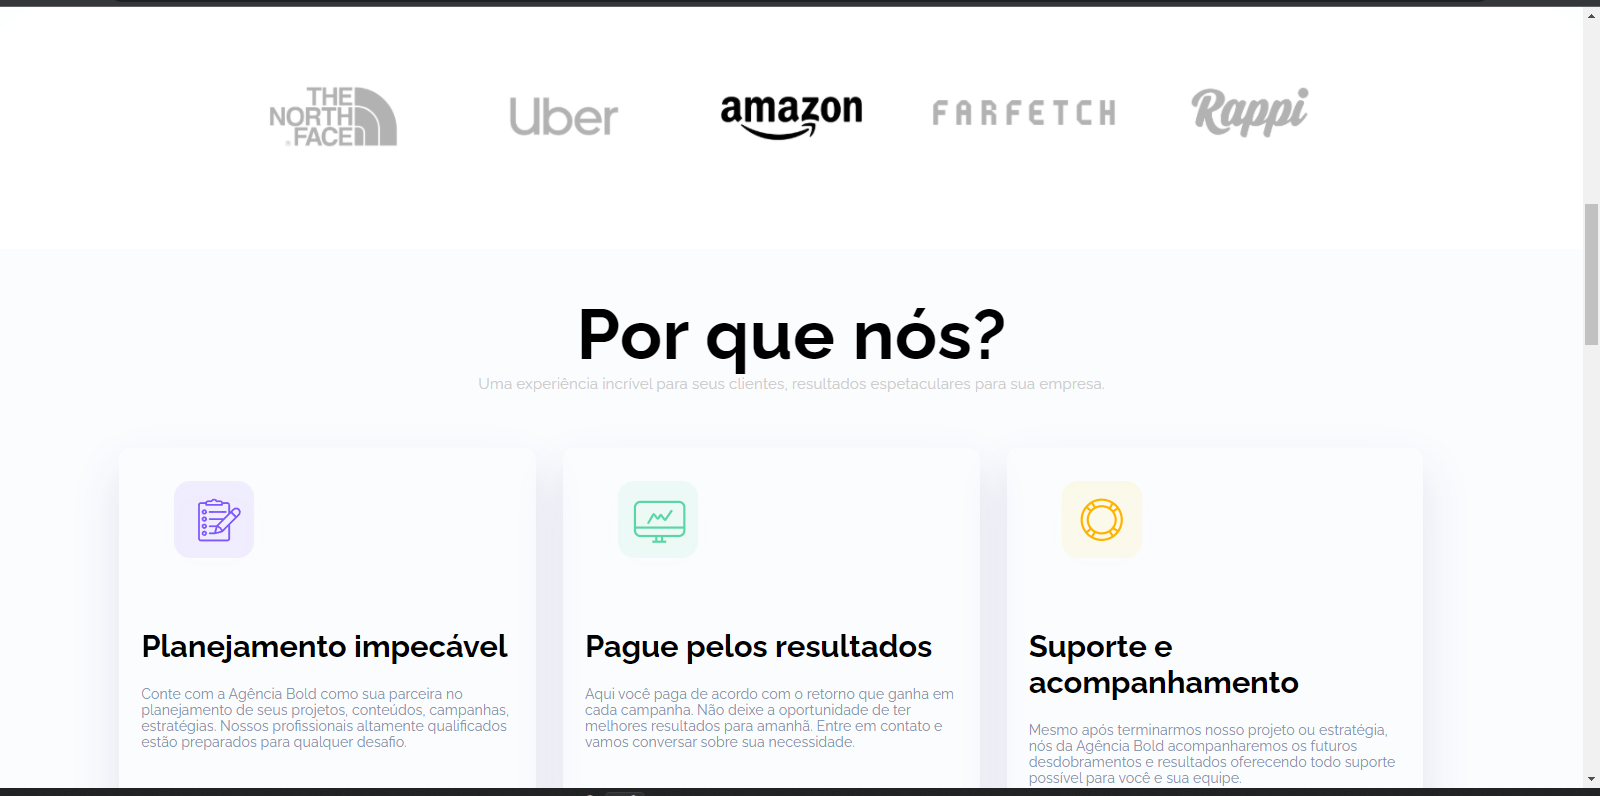 THE
NORTH
FACE
Uber
amazon
FARFETCH
Rappi
Por que nós?
Uma experiência incrível para seus clientes, resultados espetaculares para sua empresa.
Planejamento impecável
Conte com a Agência Bold como sua parceira no
planejamento de seus projetos, conteúdos, campanhas,
estratégias. Nossos profissionais altamente qualificados
estão preparados para qualquer desafio.
Pague pelos resultados
Aqui você paga de acordo com o retorno que ganha em
cada campanha. Não deixe a oportunidade de ter
melhores resultados para amanhã. Entre em contato e
vamos conversar sobre sua necessidade.
Suporte e
acompanhamento
Mesmo após terminarmos nosso projeto ou estratégia,
nós da Agência Bold acompanharemos os futuros
desdobramentos e resultados oferecendo todo suporte
possível para você e sua equipe.